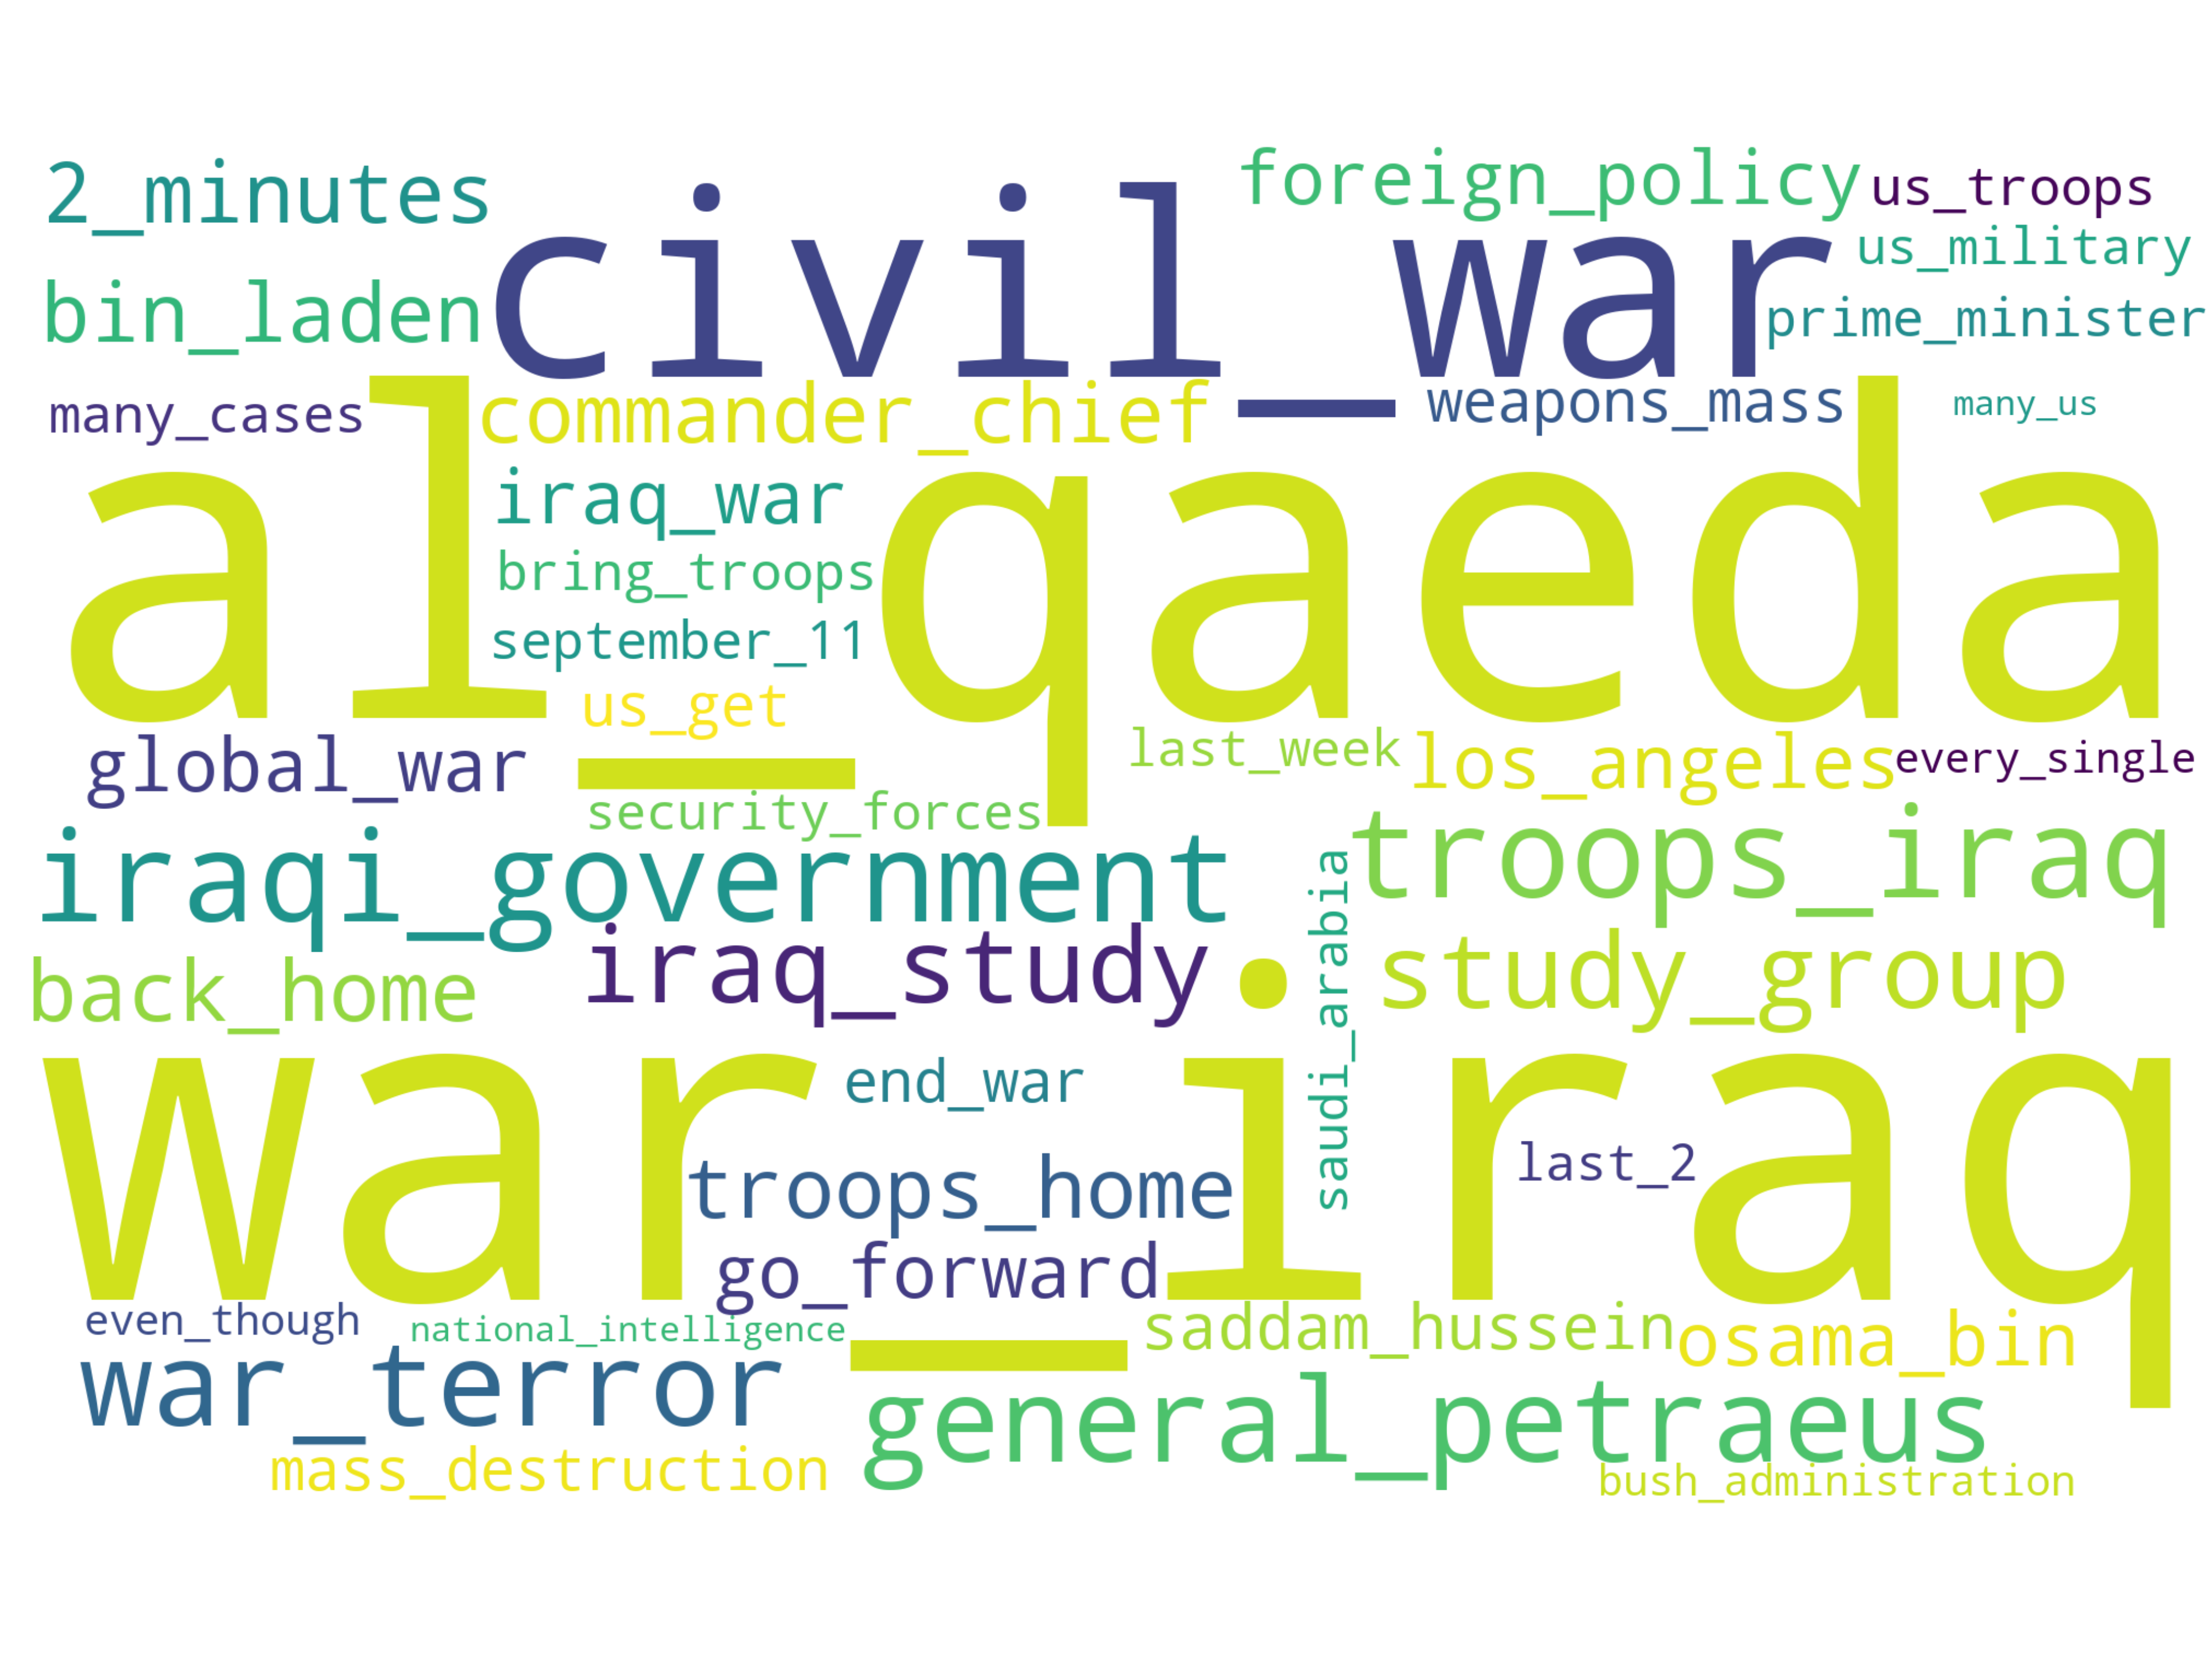 2_minutes
civil_war
foreign_policy
us_troops
us_military
bin_laden
prime_minister
many_cases
commander_chief
weapons_mass
many_us
al_qaeda
iraq_war
bring_troops
september_11
us_get
global_war
last_week
los_angeles
every_single
security_forces
iraqi_government
troops_iraq
saudi_arabia
back_home
iraq_study
study_group
war_iraq
end_war
troops_home
last_2
go_forward
even_though
national_intelligence
saddam_hussein
osama_bin
war_terror
general_petraeus
mass_destruction
bush_administration